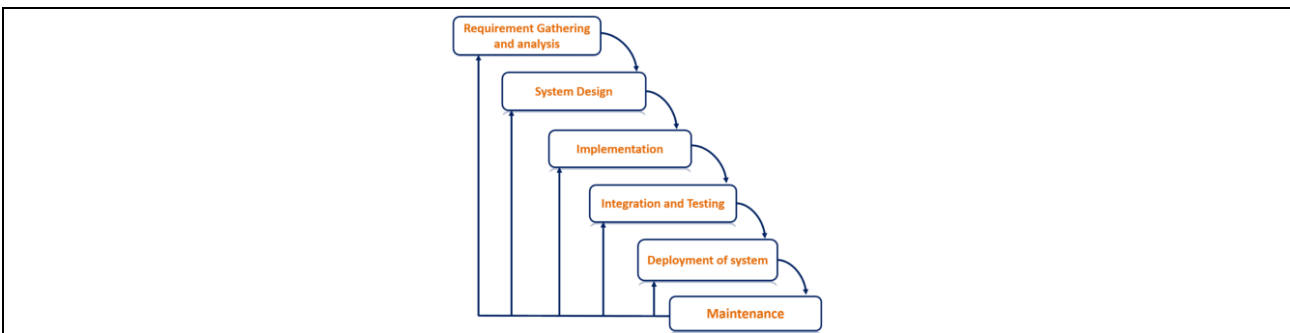 Requirement Gathering
and analysis
System Design
Implementation
Integration and Testing
Deployment of system
Maintenance